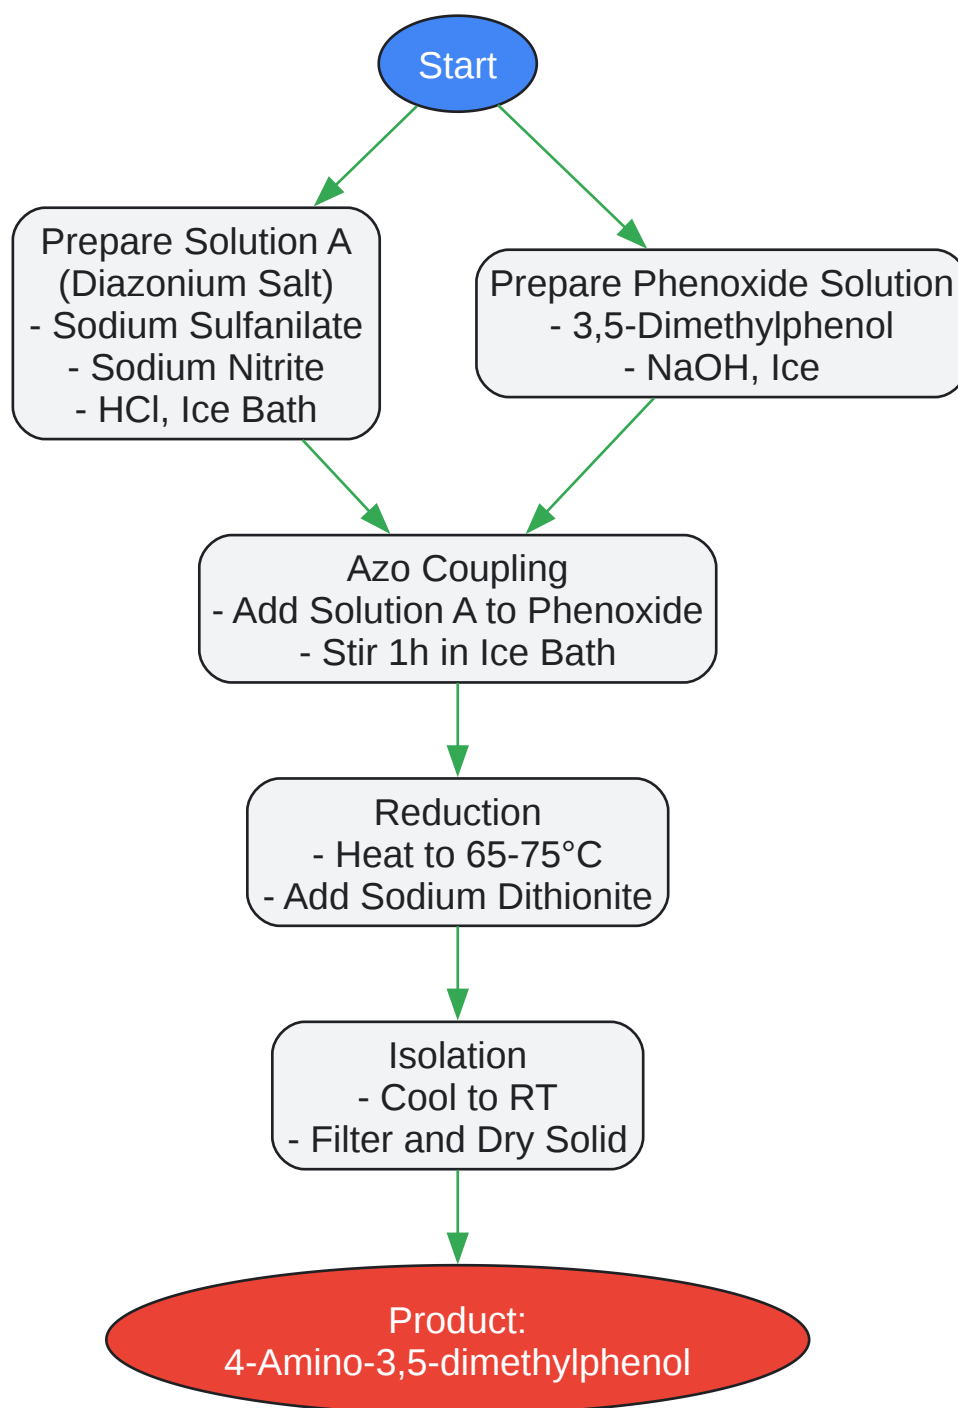 Start
Prepare Solution A
(Diazonium Salt)
- Sodium Sulfanilate
- Sodium Nitrite
- HCl, Ice Bath
Prepare Phenoxide Solution
- 3,5-Dimethylphenol
- NaOH, Ice
Azo Coupling
- Add Solution A to Phenoxide
- Stir 1h in Ice Bath
Reduction
- Heat to 65-75°C
- Add Sodium Dithionite
Isolation
- Cool to RT
- Filter and Dry Solid
Product:
4-Amino-3,5-dimethylphenol